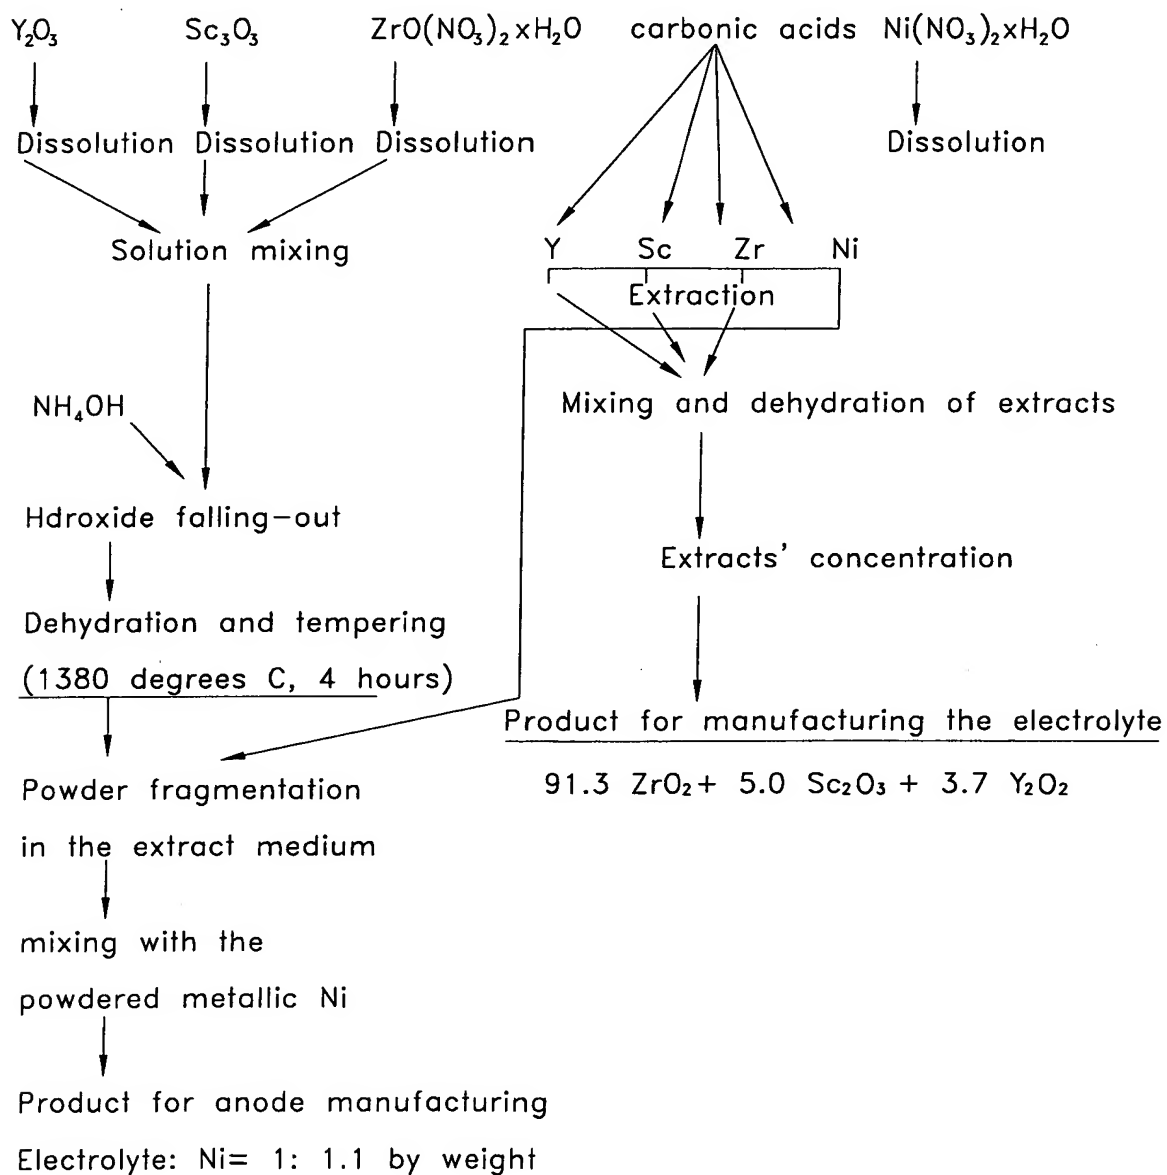 Y₂O₃ Sc₃O₃ ZrO(NO₃)₂xH₂O carbonic acids Ni(NO₃)₂xH₂O
Dissolution Dissolution Dissolution Dissolution
Solution mixing
Y Sc Zr Ni
Extraction
NH₄OH
Mixing and dehydration of extracts
Hdroxide falling-out
Extracts' concentration
Dehydration and tempering
(1380 degrees C, 4 hours)
Product for manufacturing the electrolyte
91.3 ZrO₂+ 5.0 Sc₂O₃ + 3.7 Y₂O₂
Powder fragmentation
in the extract medium
mixing with the
powdered metallic Ni
Product for anode manufacturing
Electrolyte: Ni= 1: 1.1 by weight